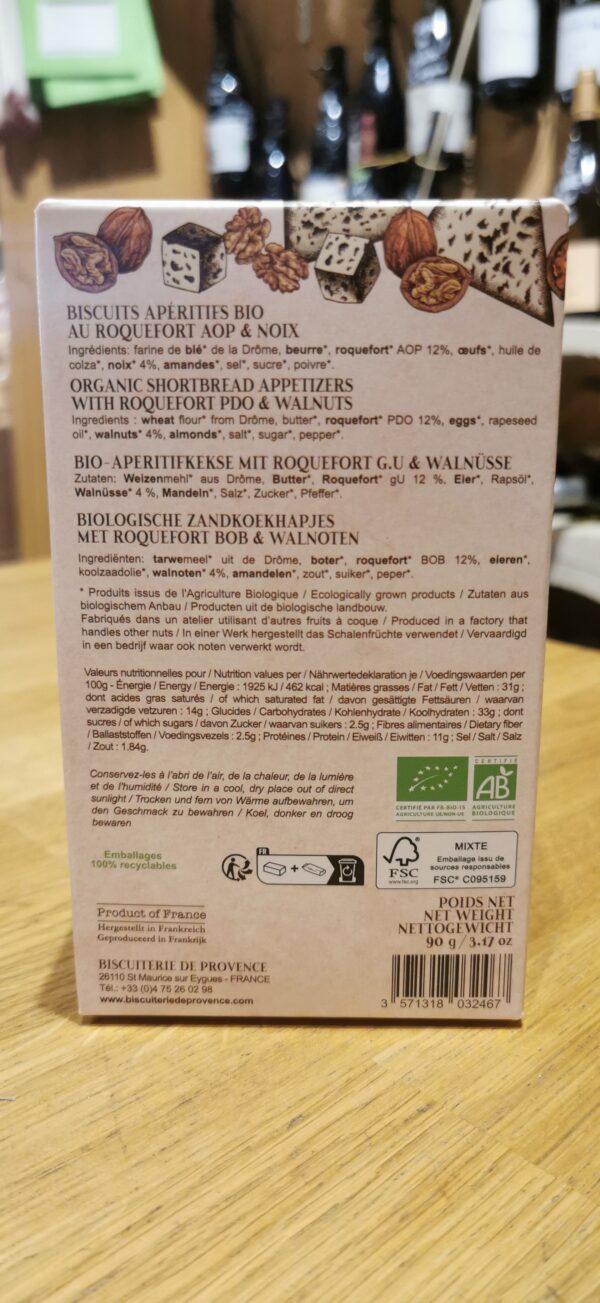 BISCUITS APÉRITIFS BIO
AU ROQUEFORT AOP & NOIX
Ingrédients: farine de blé* de la Drôme, beurre*, roquefort* AOP 12%, œufs*, huile de
colza*, noix* 4%, amandes*, sel*, sucre*, poivre*.
ORGANIC SHORTBREAD APPETIZERS
WITH ROQUEFORT PDO & WALNUTS
Ingredients : wheat flour* from Drôme, butter*, roquefort* PDO 12%, eggs*, rapeseed
oil*, walnuts* 4%, almonds*, salt*, sugar*, pepper*.
BIO-APERITIFKEKSE MIT ROQUEFORT G.U & WALNÜSSE
Zutaten: Weizenmehl* aus Drôme, Butter*, Roquefort* gU 12 %, Eier*, Rapsöl*,
Walnüsse* 4 %, Mandeln*, Salz*, Zucker*, Pfeffer*.
BIOLOGISCHE ZANDKOEKHAPJES
MET ROQUEFORT BOB & WALNOTEN
Ingrediënten: tarwemeel* uit de Drôme, boter*, roquefort* BOB 12%, eieren*,
koolzaadolie*, walnoten* 4%, amandelen*, zout*, suiker*, peper*.
* Produits issus de l'Agriculture Biologique / Ecologically grown products / Zutaten aus
biologischem Anbau / Producten uit de biologische landbouw.
Fabriqués dans un atelier utilisant d'autres fruits à coque / Produced in a factory that
handles other nuts / In einer Werk hergestellt das Schalenfrüchte verwendet / Vervaardigd
in een bedrijf waar ook noten verwerkt wordt.
Valeurs nutritionnelles pour / Nutrition values per / Nährwertedeklaration je / Voedingswaarden per
100g - Énergie / Energy / Energie : 1925 kJ / 462 kcal ; Matières grasses / Fat / Fett / Vetten : 31g ;
dont acides gras saturés / of which saturated fat / davon gesättigte Fettsäuren / waarvan
verzadigde vetzuren : 14g ; Glucides / Carbohydrates / Kohlenhydrate / Koolhydraten : 33g ; dont
sucres / of which sugars / davon Zucker / waarvan suikers : 2.5g ; Fibres alimentaires / Dietary fiber
/ Ballaststoffen / Voedingsvezels : 2.5g ; Protéines / Protein / Eiweiß / Eiwitten : 11g ; Sel / Salt / Salz
/ Zout : 1.84g.
Conservez-les à l'abri de l'air, de la chaleur, de la lumière
et de l'humidité / Store in a cool, dry place out of direct
sunlight / Trocken und fern von Wärme aufbewahren, um
den Geschmack zu bewahren / Koel, donker en droog
bewaren
CERTIFIÉ PAR FR-BIO-15
AGRICULTURE UE/NON-UE
CERTIFIÉ
AB
AGRICULTURE
BIOLOGIQUE
Emballages
100% recyclables
FR
+
FSC
www.fsc.org
MIXTE
Emballage issu de
sources responsables
FSC® C095159
Product of France
Hergestellt in Frankreich
Geproduceerd in Frankrijk
POIDS NET
NET WEIGHT
NETTOGEWICHT
90 g / 3.17 oz
BISCUITERIE DE PROVENCE
26110 St Maurice sur Eygues - FRANCE
Tél.: +33 (0)4 75 26 02 98
www.biscuiteriedeprovence.com
3 571318 032467